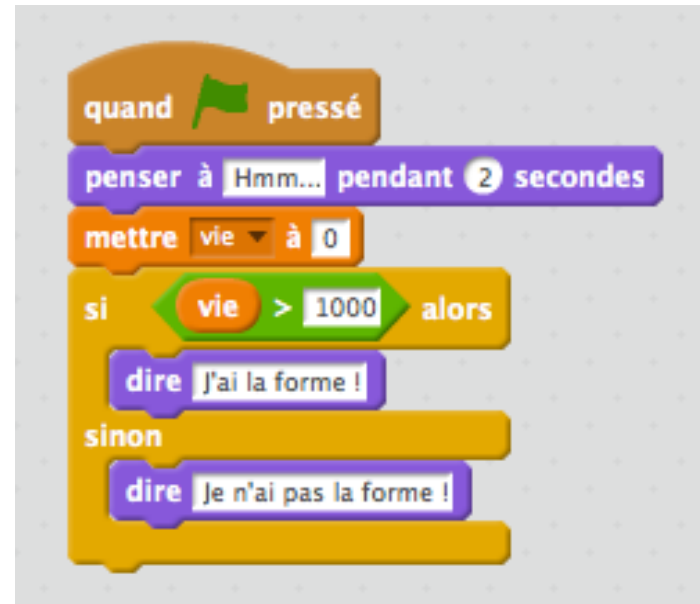 quand pressé
penser à Hmm... pendant 2 secondes
mettre vie à 0
si vie > 1000 alors
dire J'ai la forme !
sinon
dire Je n'ai pas la forme !